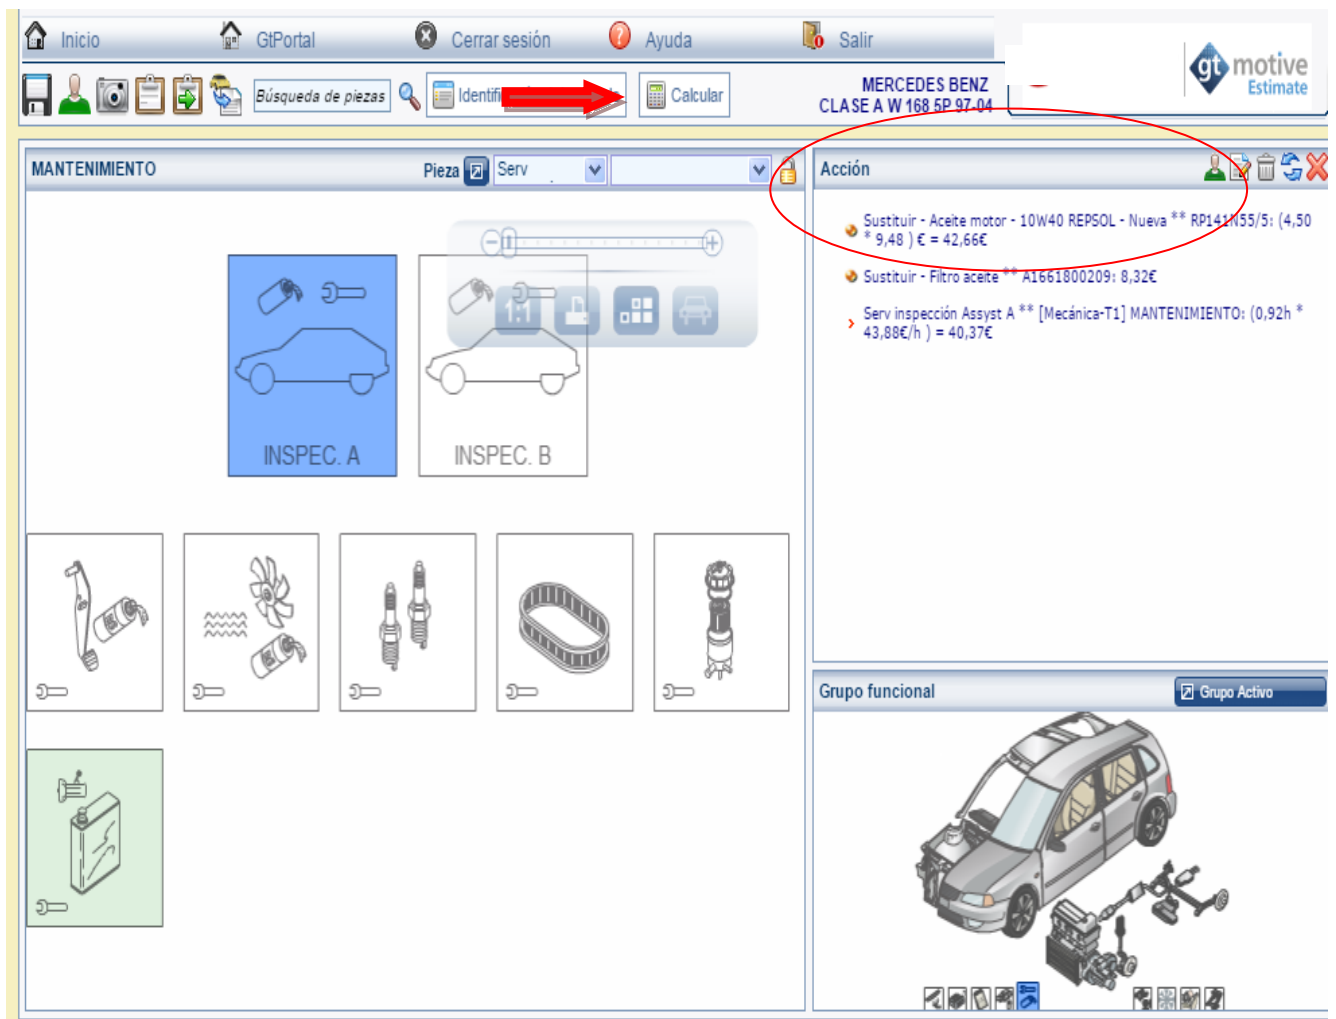 Inicio
GtPortal
Cerrar sesión
Ayuda
Salir
gt motive
Estimate
Búsqueda de piezas
Identifi
Calcular
MERCEDES BENZ
CLASE A W 168 5P 97-04
MANTENIMIENTO
Pieza
Serv
1:1
INSPEC. A
INSPEC. B
Acción
Sustituir - Aceite motor - 10W40 REPSOL - Nueva ** RP141N55/5: (4,50
* 9,48 ) € = 42,66€
Sustituir - Filtro aceite ** A1661800209: 8,32€
Serv inspección Assyst A ** [Mecánica-T1] MANTENIMIENTO: (0,92h *
43,88€/h ) = 40,37€
Grupo funcional
Grupo Activo